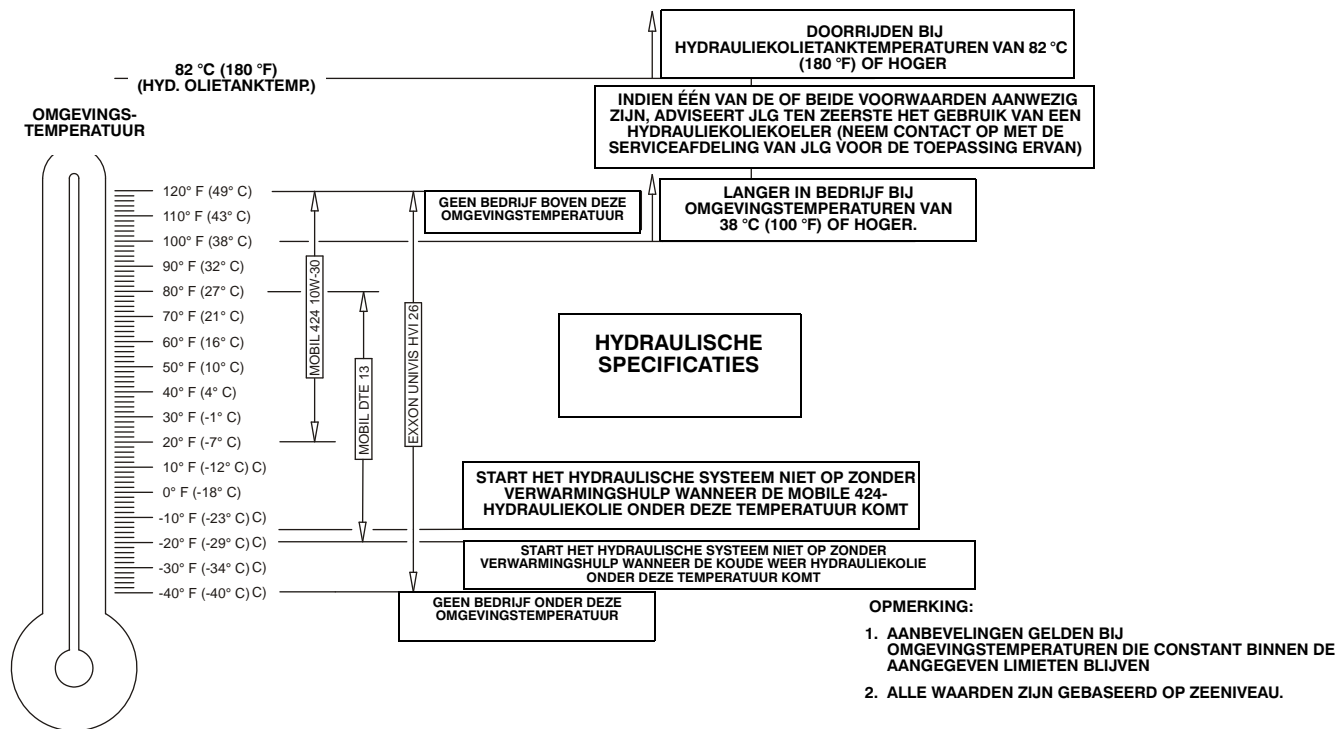 DOORRIJDEN BIJ
HYDRAULIEKOLIETANKTEMPERATUREN VAN 82 °C
(180 °F) OF HOGER
82 °C (180 °F)
(HYD. OLIETANKTEMP.)
INDIEN ÉÉN VAN DE OF BEIDE VOORWAARDEN AANWEZIG
ZIJN, ADVISEERT JLG TEN ZEERSTE HET GEBRUIK VAN EEN
HYDRAULIEKOLIEKOELER (NEEM CONTACT OP MET DE
SERVICEAFDELING VAN JLG VOOR DE TOEPASSING ERVAN)
OMGEVINGS-
TEMPERATUUR
LANGER IN BEDRIJF BIJ
OMGEVINGSTEMPERATUREN VAN
38 °C (100 °F) OF HOGER.
GEEN BEDRIJF BOVEN DEZE
OMGEVINGSTEMPERATUUR
120° F (49° C)
110° F (43° C)
100° F (38° C)
90° F (32° C)
80° F (27° C)
70° F (21° C)
60° F (16° C)
50° F (10° C)
40° F (4° C)
30° F (-1° C)
20° F (-7° C)
10° F (-12° C) C)
0° F (-18° C)
-10° F (-23° C) C)
-20° F (-29° C) C)
-30° F (-34° C) C)
-40° F (-40° C) C)
MOBIL 424 10W-30
MOBIL DTE 13
EXXON UNIVIS HVI 26
HYDRAULISCHE
SPECIFICATIES
START HET HYDRAULISCHE SYSTEEM NIET OP ZONDER
VERWARMINGSHULP WANNEER DE MOBILE 424-
HYDRAULIEKOLIE ONDER DEZE TEMPERATUUR KOMT
START HET HYDRAULISCHE SYSTEEM NIET OP ZONDER
VERWARMINGSHULP WANNEER DE KOUDE WEER HYDRAULIEKOLIE
ONDER DEZE TEMPERATUUR KOMT
GEEN BEDRIJF ONDER DEZE
OMGEVINGSTEMPERATUUR
OPMERKING:
1. AANBEVELINGEN GELDEN BIJ
OMGEVINGSTEMPERATUREN DIE CONSTANT BINNEN DE
AANGEGEVEN LIMIETEN BLIJVEN
2. ALLE WAARDEN ZIJN GEBASEERD OP ZEENIVEAU.